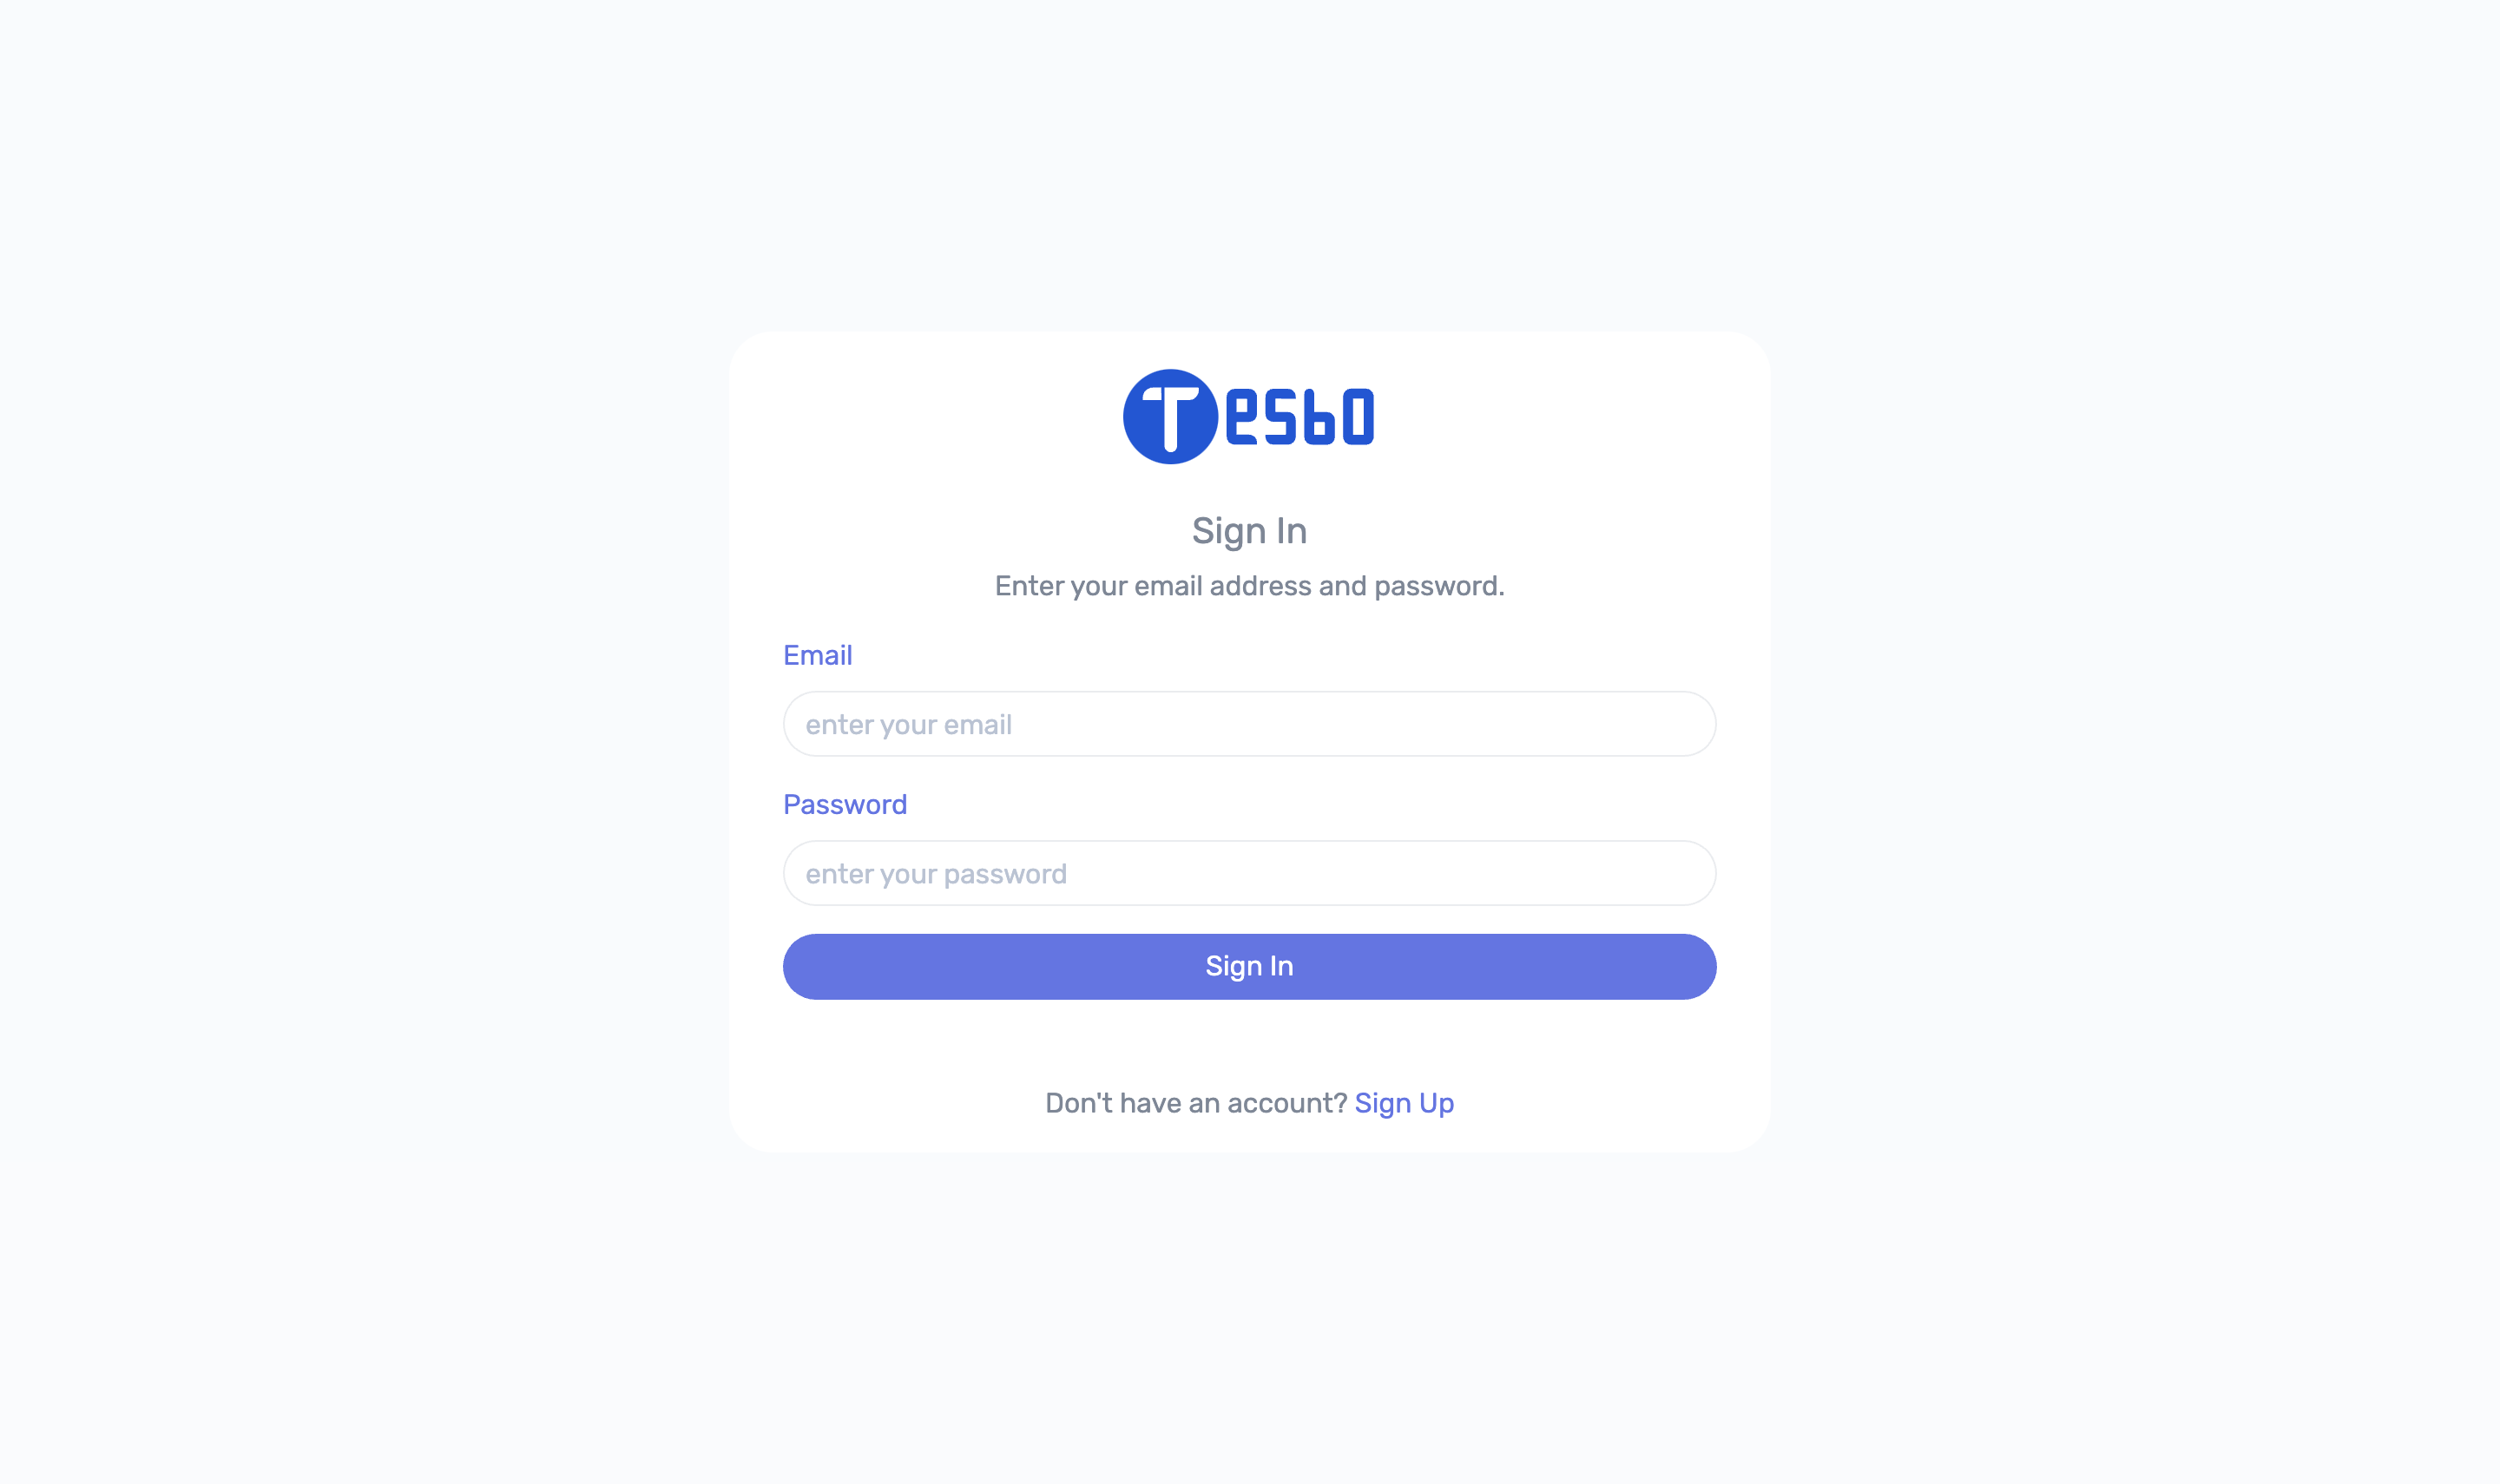 Tesbo
Sign In
Enter your email address and password.
Email
enter your email
Password
enter your password
Sign In
Don't have an account? Sign Up